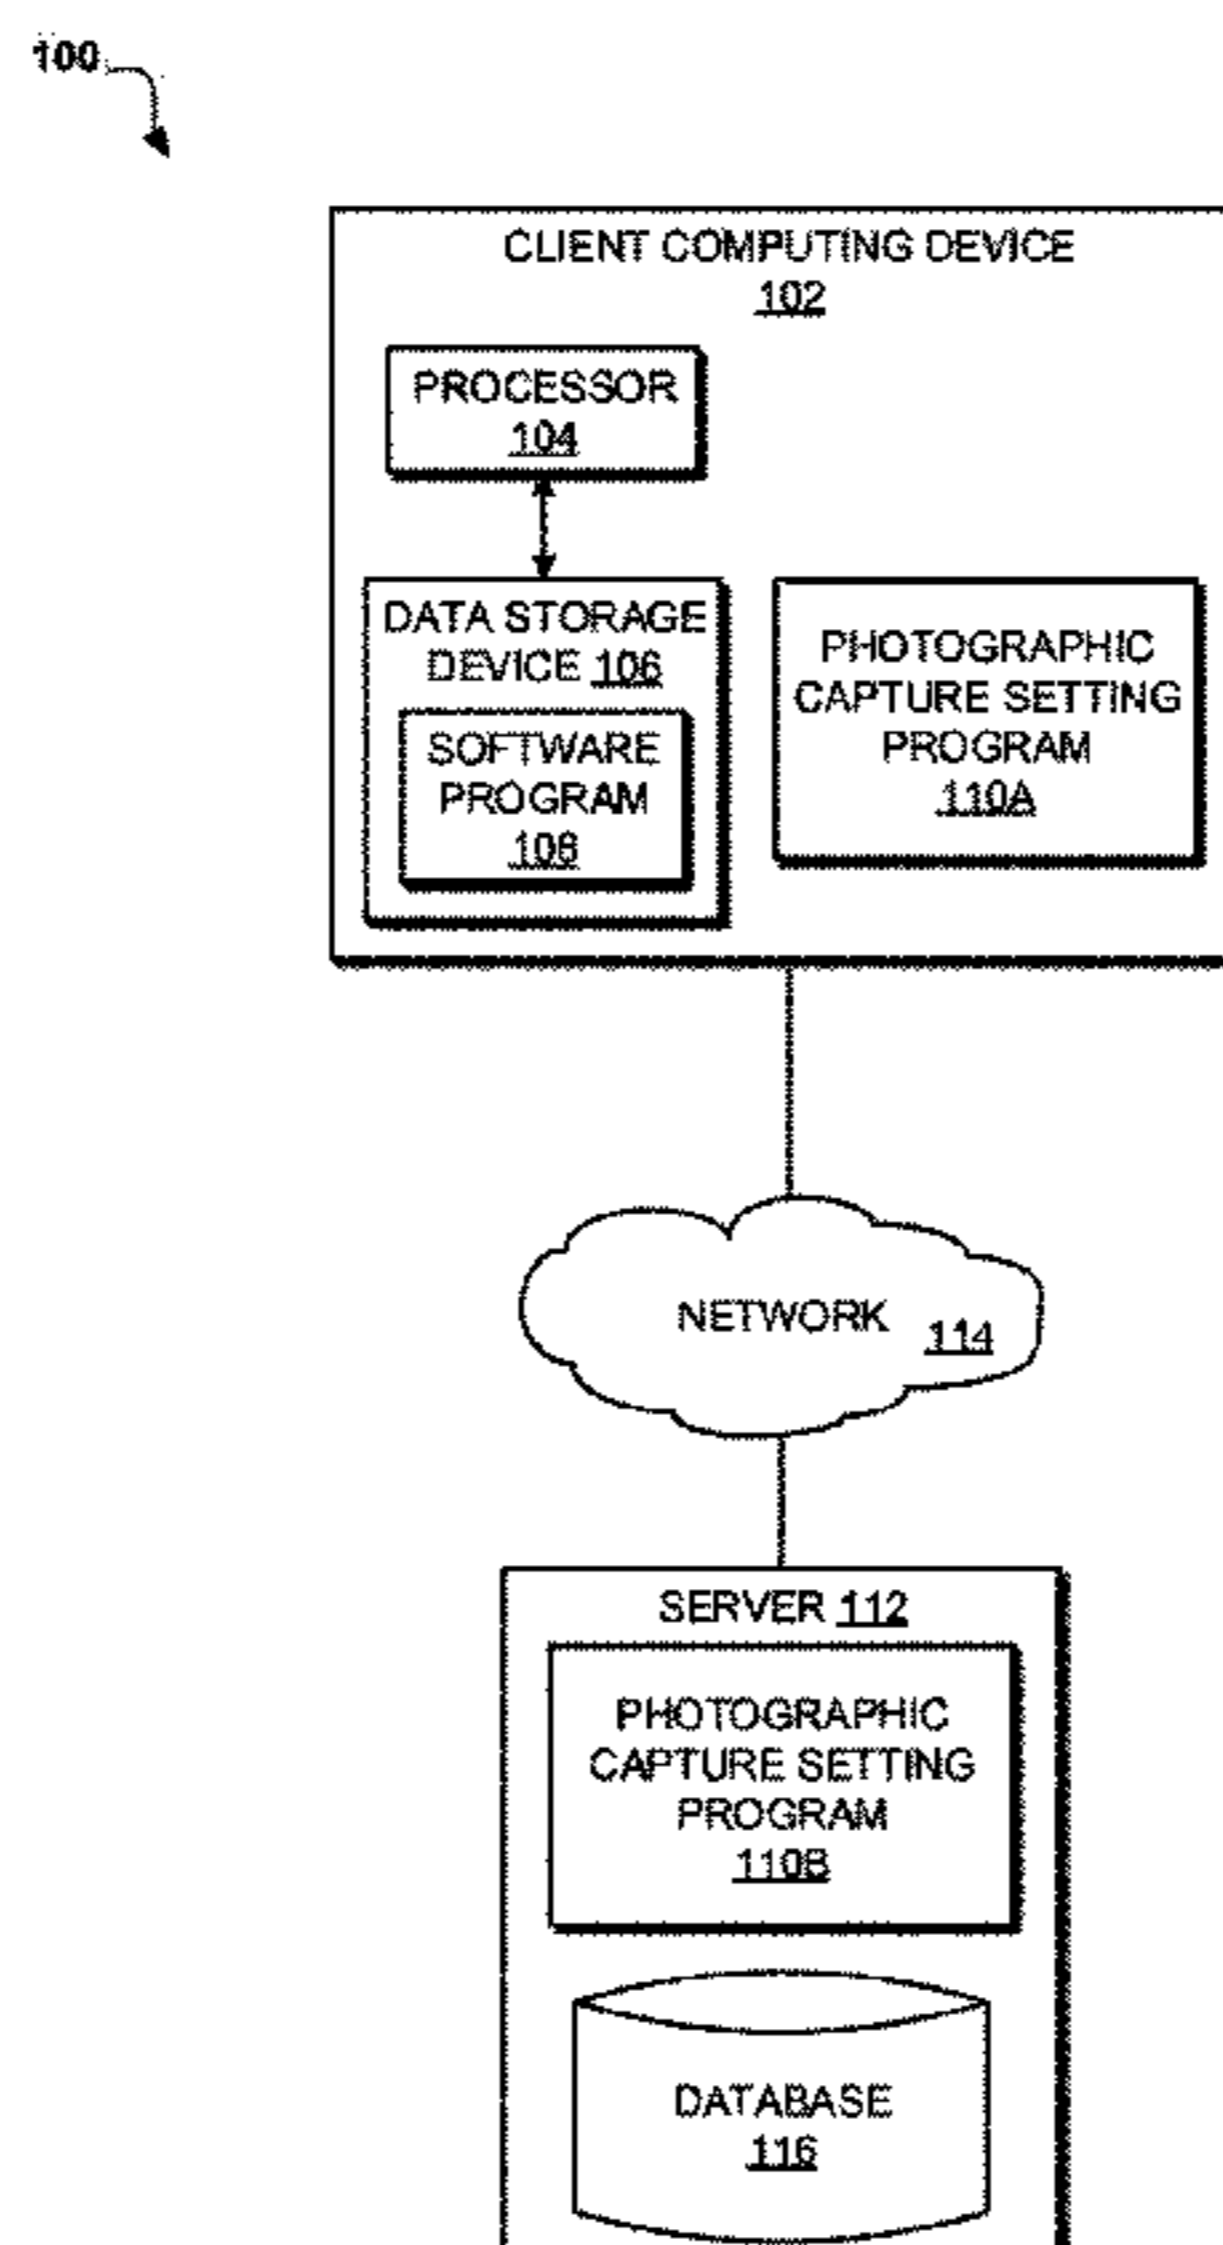 100
CLIENT COMPUTING DEVICE
102
PROCESSOR
104
DATA STORAGE
DEVICE 106
SOFTWARE
PROGRAM
108
PHOTOGRAPHIC
CAPTURE SETTING
PROGRAM
110A
NETWORK 114
SERVER 112
PHOTOGRAPHIC
CAPTURE SETTING
PROGRAM
110B
DATABASE
116